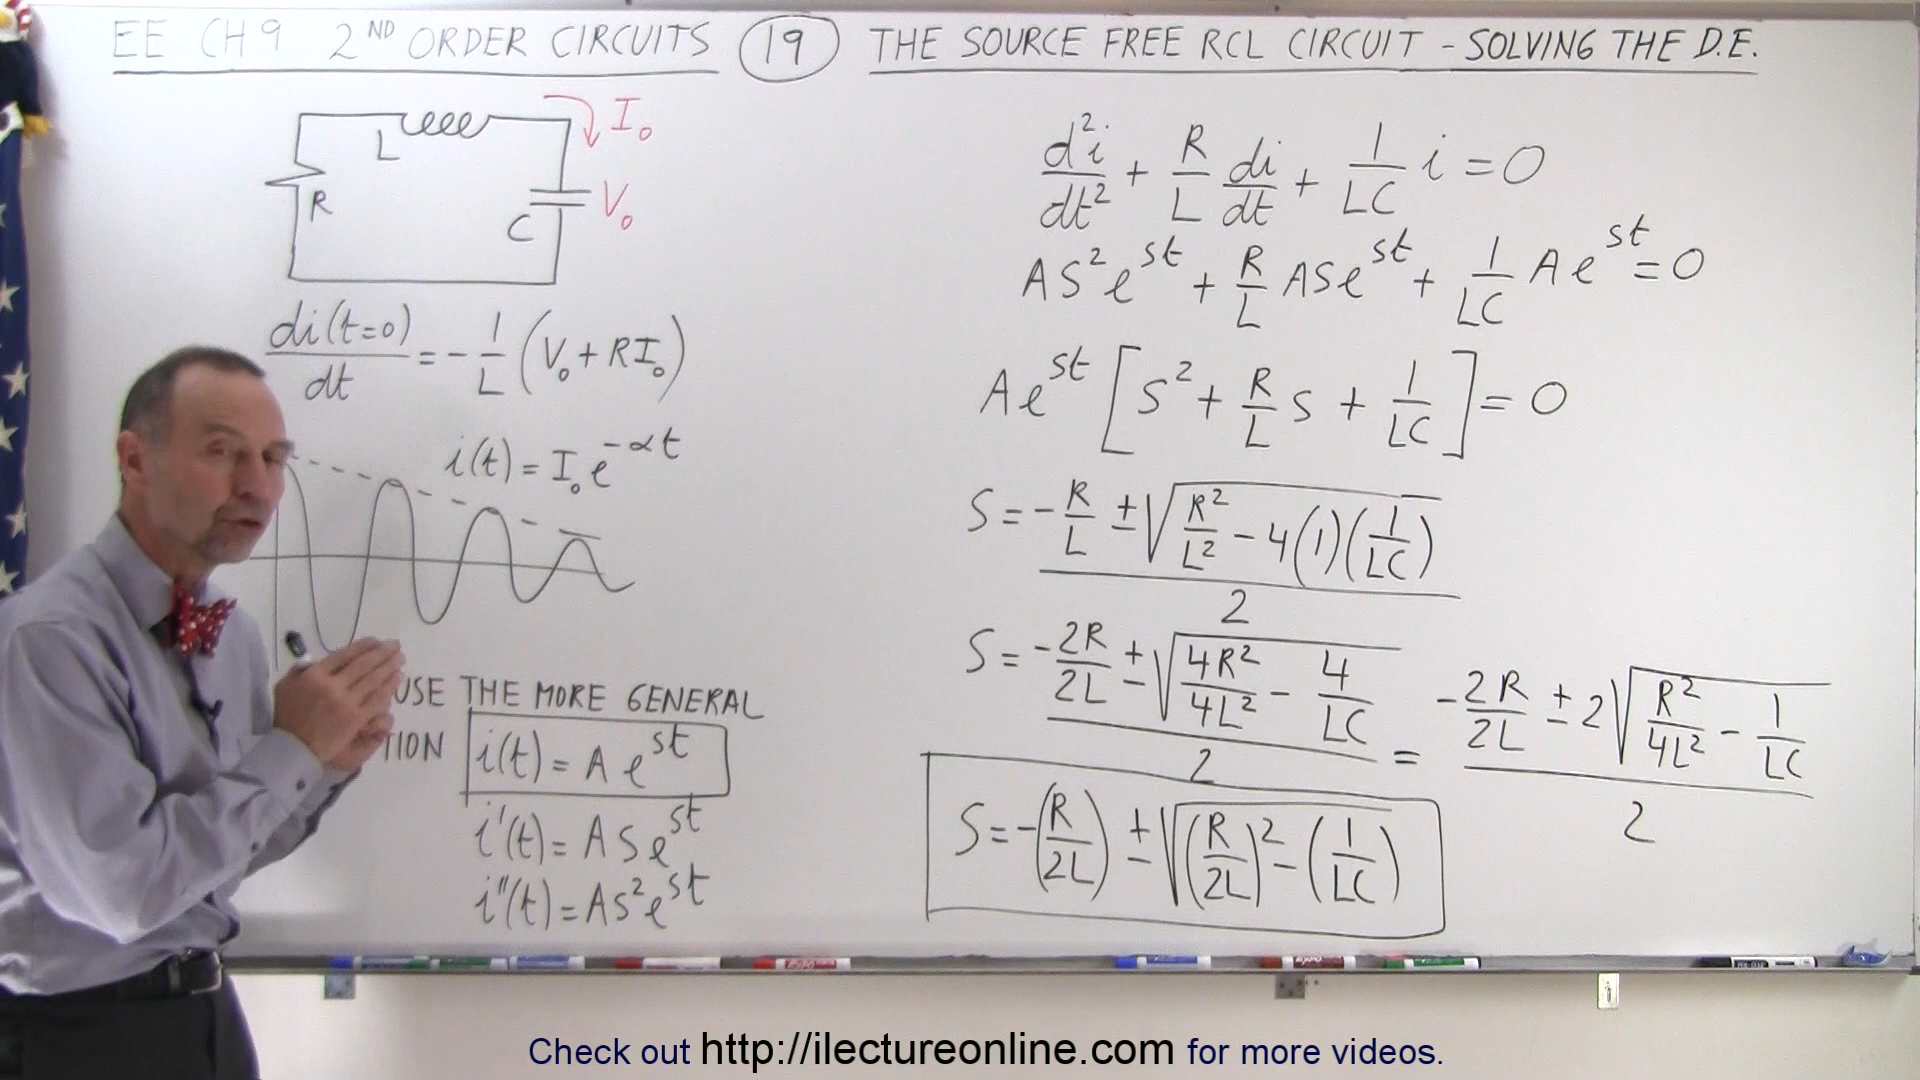 EE CH 9 2ND ORDER CIRCUITS 19 THE SOURCE FREE RCL CIRCUIT - SOLVING THE D.E.
L
R
C
I₀
V₀
di(t=0)/dt = -1/L (V₀ + RI₀)
i(t) = I₀e^(-αt)
USE THE MORE GENERAL
TION i(t) = Ae^(st)
i'(t) = ASe^(st)
i"(t) = AS²e^(st)
d²i/dt² + R/L di/dt + 1/LC i = 0
AS²e^(st) + R/L ASe^(st) + 1/LC Ae^(st) = 0
Ae^(st) [S² + R/L S + 1/LC] = 0
S = (-R/L ± √(R²/L² - 4(1)(1/LC)))/2
S = (-2R/2L ± √(4R²/4L² - 4/LC))/2 = (-2R/2L ± 2√(R²/4L² - 1/LC))/2
S = -(R/2L) ± √((R/2L)² - (1/LC))
Check out http://ilectureonline.com for more videos.